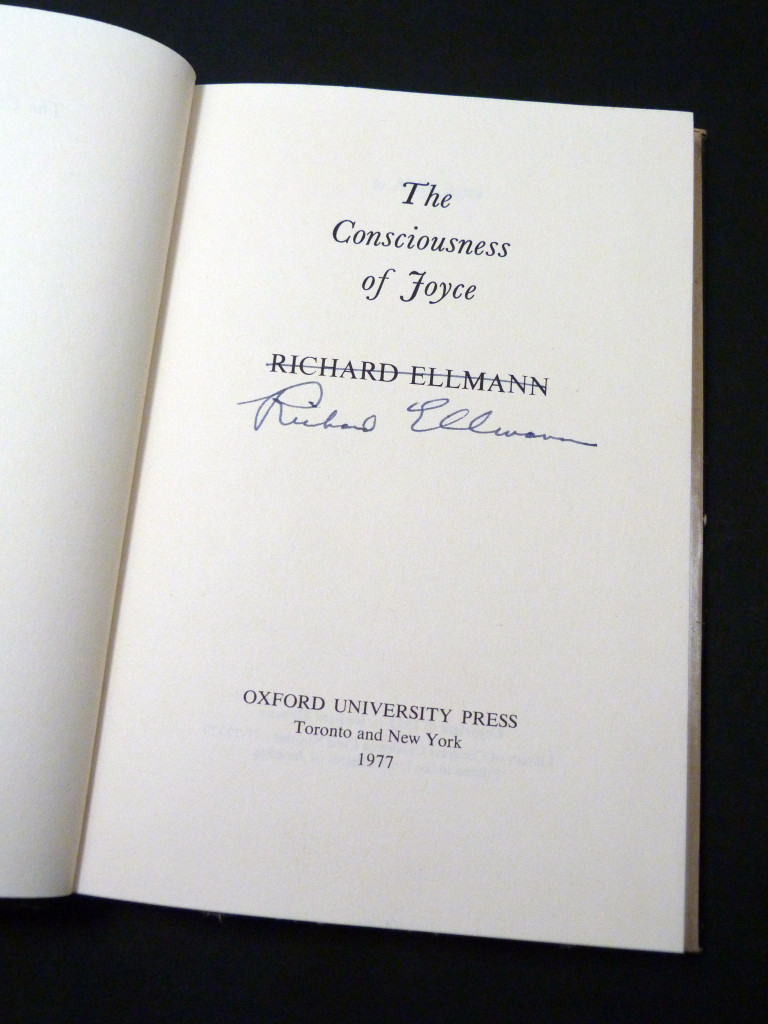 The
Consciousness
of Joyce
RICHARD ELLMANN
Richard Ellmann
OXFORD UNIVERSITY PRESS
Toronto and New York
1977